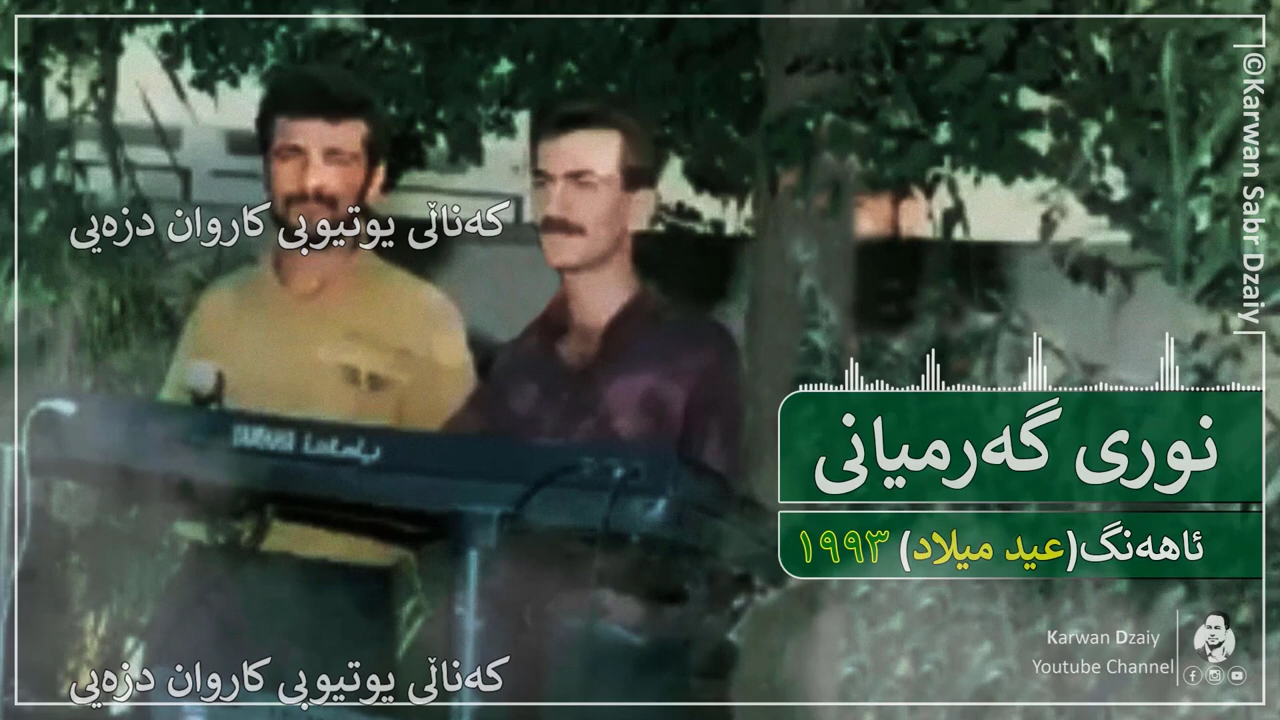 ©Karwan Sabr Dzaiy
کەناڵی یوتیوبی کاروان دزەیی
نوری گەرمیانی
ئاهەنگ(عید میلاد) ١٩٩٣
Karwan Dzaiy
Youtube Channel
کەناڵی یوتیوبی کاروان دزەیی